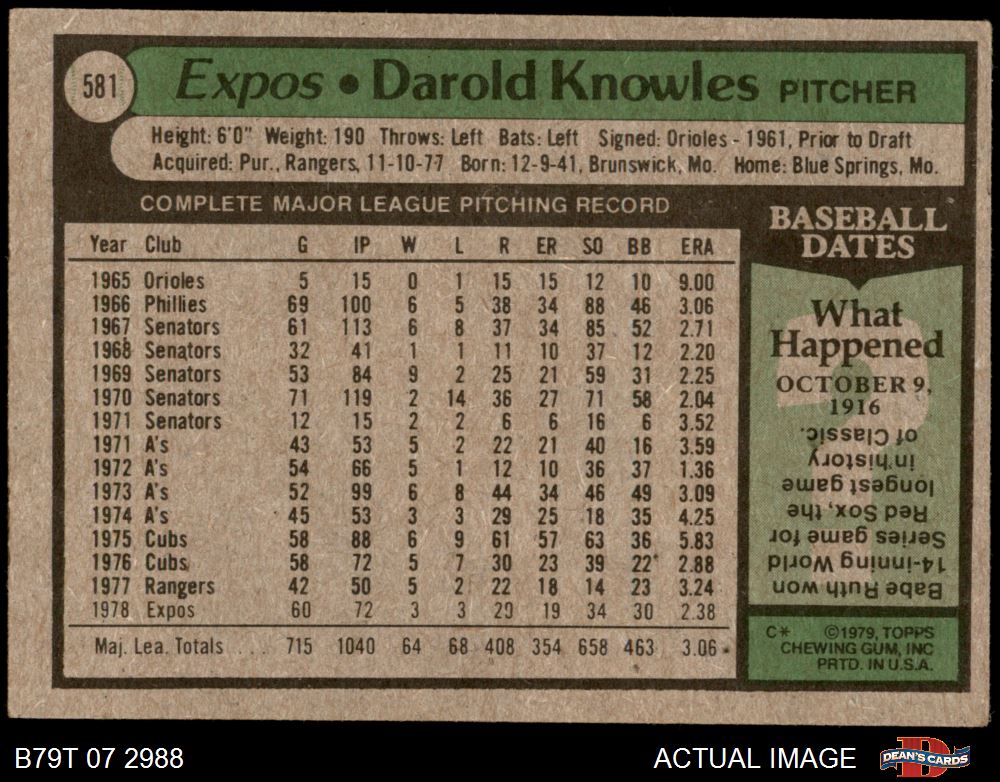 581 Expos • Darold Knowles PITCHER
Height: 6'0" Weight: 190 Throws: Left Bats: Left Signed: Orioles - 1961, Prior to Draft
Acquired: Pur., Rangers, 11-10-77 Born: 12-9-41, Brunswick, Mo. Home: Blue Springs, Mo.
COMPLETE MAJOR LEAGUE PITCHING RECORD
Year Club G IP W L R ER SO BB ERA
1965 Orioles 5 15 0 1 15 15 12 10 9.00
1966 Phillies 69 100 6 5 38 34 88 46 3.06
1967 Senators 61 113 6 8 37 34 85 52 2.71
1968 Senators 32 41 1 1 11 10 37 12 2.20
1969 Senators 53 84 9 2 25 21 59 31 2.25
1970 Senators 71 119 2 14 36 27 71 58 2.04
1971 Senators 12 15 2 2 6 6 16 6 3.52
1971 A's 43 53 5 2 22 21 40 16 3.59
1972 A's 54 66 5 1 12 10 36 37 1.36
1973 A's 52 99 6 8 44 34 46 49 3.09
1974 A's 45 53 3 3 29 25 18 35 4.25
1975 Cubs 58 88 6 9 61 57 63 36 5.83
1976 Cubs 58 72 5 7 30 23 39 22 2.88
1977 Rangers 42 50 5 2 22 18 14 23 3.24
1978 Expos 60 72 3 3 29 19 34 30 2.38
Maj. Lea. Totals . . . 715 1040 64 68 408 354 658 463 3.06
BASEBALL
DATES
What
Happened
OCTOBER 9,
1916
Babe Ruth won
14-inning World
Series game for
Red Sox, the
longest game
in history
of Classic.
C* ©1979, TOPPS
CHEWING GUM, INC
PRTD. IN U.S.A.
B79T 07 2988
ACTUAL IMAGE
DEAN'S CARDS